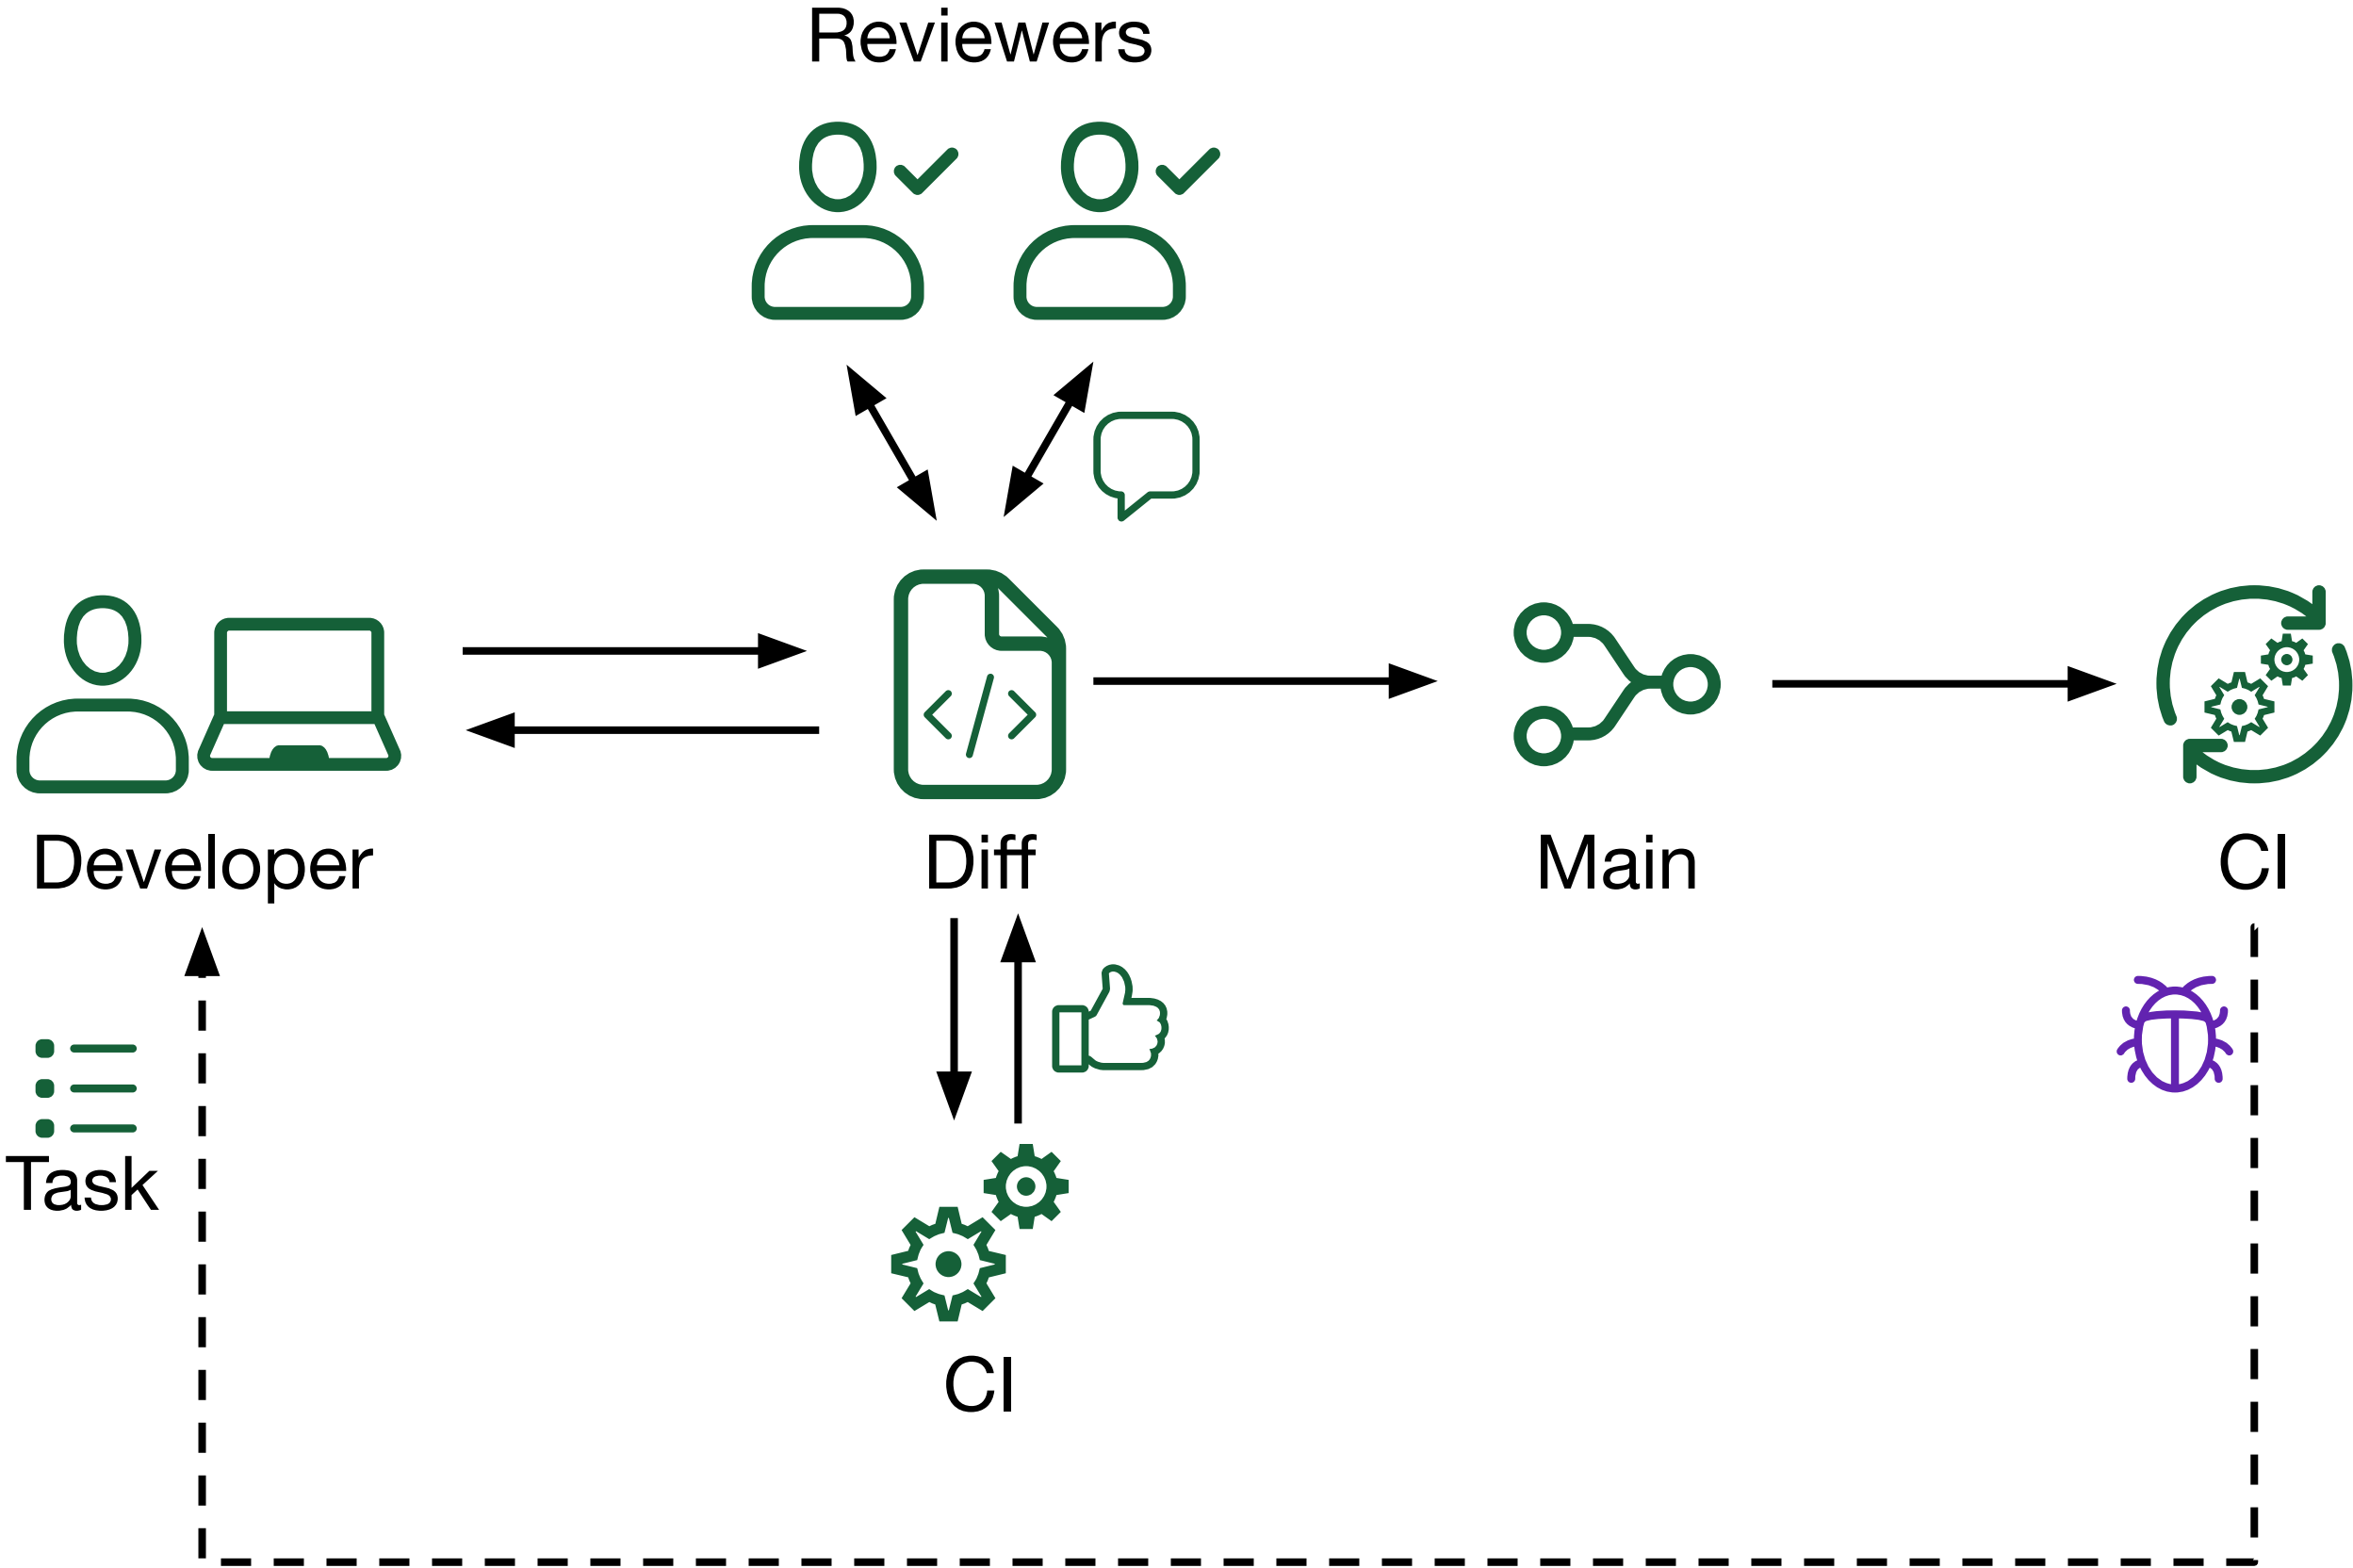 Reviewers
Developer
Diff
Main
CI
Task
CI